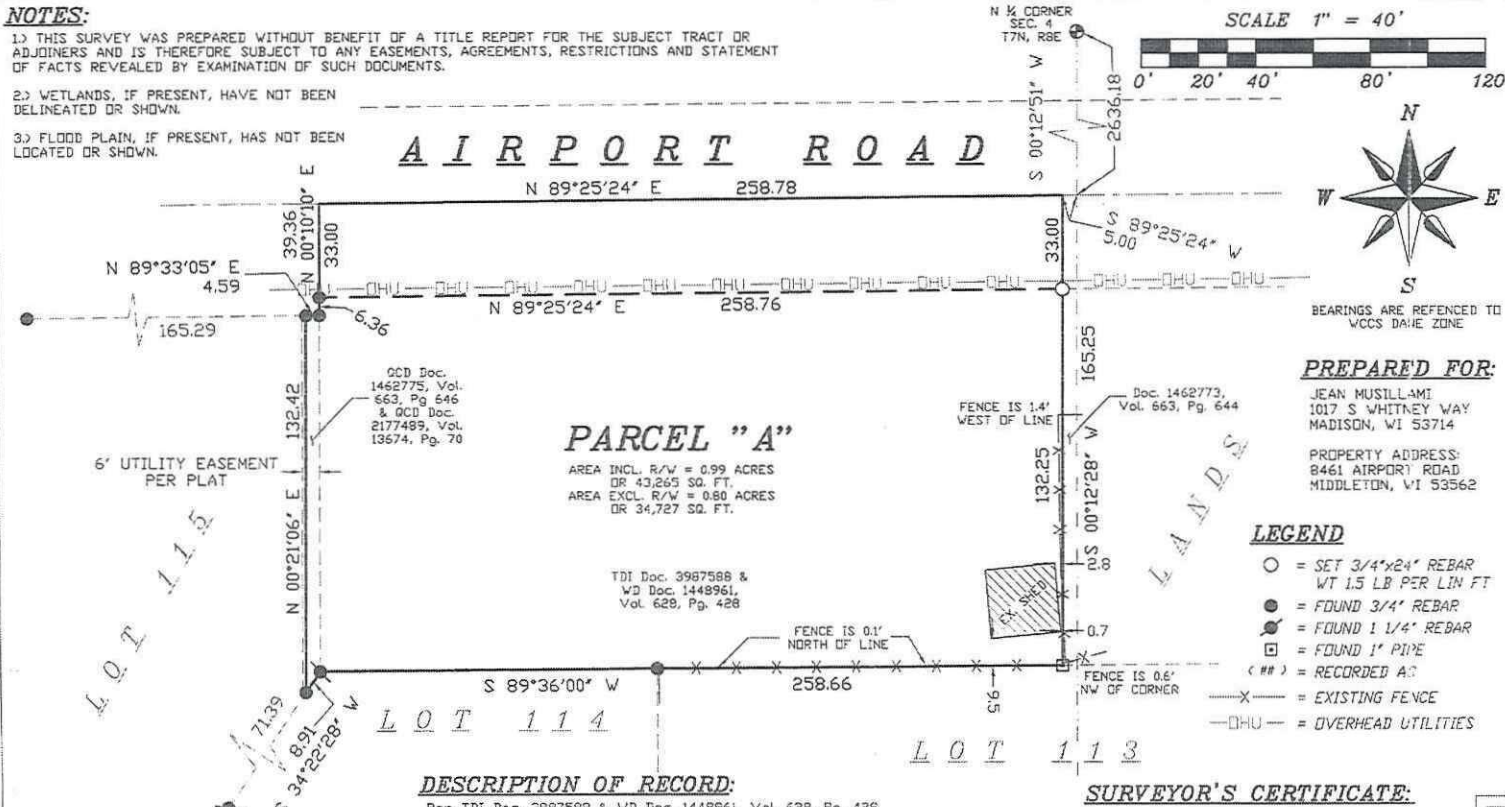 NOTES:
1.) THIS SURVEY WAS PREPARED WITHOUT BENEFIT OF A TITLE REPORT FOR THE SUBJECT TRACT OR
ADJOINERS AND IS THEREFORE SUBJECT TO ANY EASEMENTS, AGREEMENTS, RESTRICTIONS AND STATEMENT
OF FACTS REVEALED BY EXAMINATION OF SUCH DOCUMENTS.
2.) WETLANDS, IF PRESENT, HAVE NOT BEEN
DELINEATED OR SHOWN.
3.) FLOOD PLAIN, IF PRESENT, HAS NOT BEEN
LOCATED OR SHOWN.
N ¼ CORNER
SEC. 4
T7N, R8E
S 00°12'51" W
2636.18
SCALE 1" = 40'
0' 20' 40' 80' 120
N
W E
S
BEARINGS ARE REFENCED TO
WCCS DANE ZONE
AIRPORT ROAD
N 89°25'24" E 258.78
39.36
N 00°10'10" E
33.00
33.00
S 89°25'24" W
5.00
N 89°33'05" E
4.59
OHU OHU OHU OHU OHU OHU OHU OHU OHU OHU OHU OHU
N 89°25'24" E 258.76
6.36
165.29
132.42
N 00°21'06" E
QCD Doc.
1462775, Vol.
663, Pg 646
& QCD Doc.
2177489, Vol.
13674, Pg. 70
6' UTILITY EASEMENT
PER PLAT
PARCEL "A"
AREA INCL. R/W = 0.99 ACRES
OR 43,265 SQ. FT.
AREA EXCL. R/W = 0.80 ACRES
OR 34,727 SQ. FT.
TDI Doc. 3987588 &
WD Doc. 1448961,
Vol. 628, Pg. 428
FENCE IS 1.4'
WEST OF LINE
165.25
132.25
S 00°12'28" W
Doc. 1462773,
Vol. 663, Pg. 644
EX. SHED
2.8
0.7
9.5
FENCE IS 0.1'
NORTH OF LINE
FENCE IS 0.6'
NW OF CORNER
S 89°36'00" W 258.66
LOT 115
LOT 114
LOT 113
LANDS
71.39
8.91
S 34°22'28" W
PREPARED FOR:
JEAN MUSILLAMI
1017 S WHITNEY WAY
MADISON, WI 53714
PROPERTY ADDRESS:
8461 AIRPORT ROAD
MIDDLETON, WI 53562
LEGEND
= SET 3/4"x24" REBAR
WT 1.5 LB PER LIN FT
= FOUND 3/4" REBAR
= FOUND 1 1/4" REBAR
= FOUND 1" PIPE
(##) = RECORDED AS
X = EXISTING FENCE
OHU = OVERHEAD UTILITIES
DESCRIPTION OF RECORD:
SURVEYOR'S CERTIFICATE: